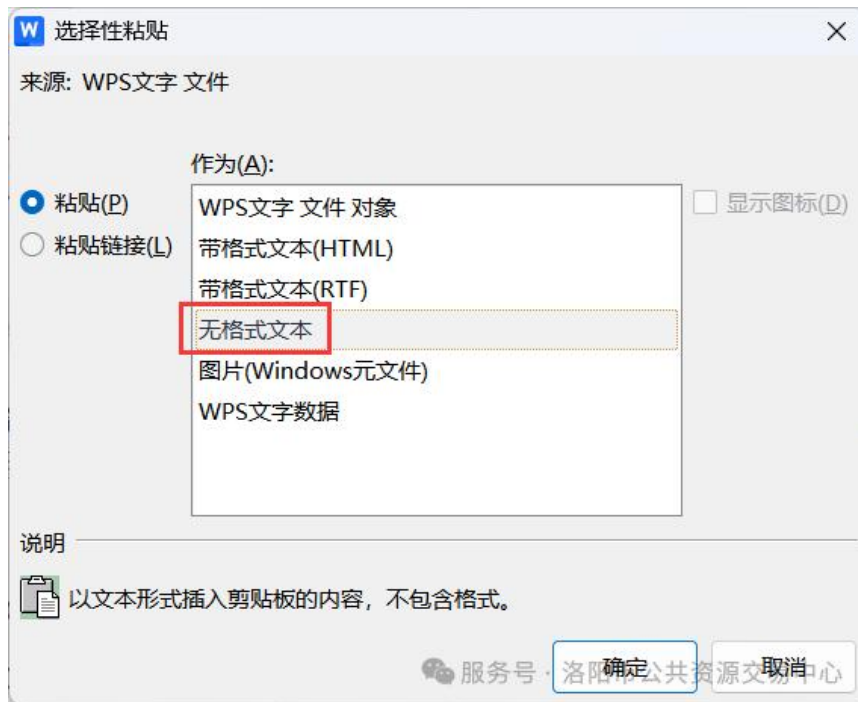 W 选择性粘贴
来源: WPS文字 文件
作为(A):
粘贴(P)
粘贴链接(L)
WPS文字 文件 对象
带格式文本(HTML)
带格式文本(RTF)
无格式文本
图片(Windows元文件)
WPS文字数据
显示图标(D)
说明
以文本形式插入剪贴板的内容，不包含格式。
确定
取消
服务号 · 洛阳市公共资源交易中心